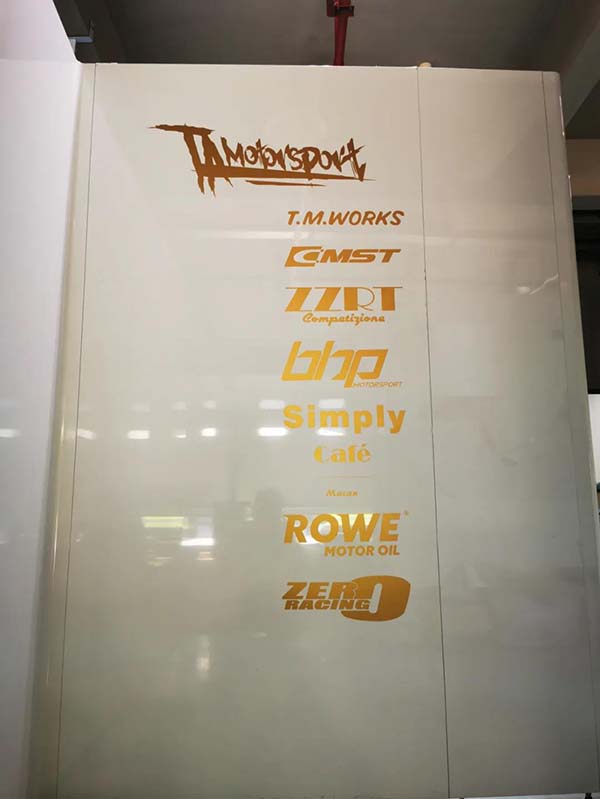 TA Motorsport
T.M.WORKS
CMST
ZZRT
Competizione
bhp
MOTORSPORT
Simply
Café
Macau
ROWE®
MOTOR OIL
ZERO
RACING